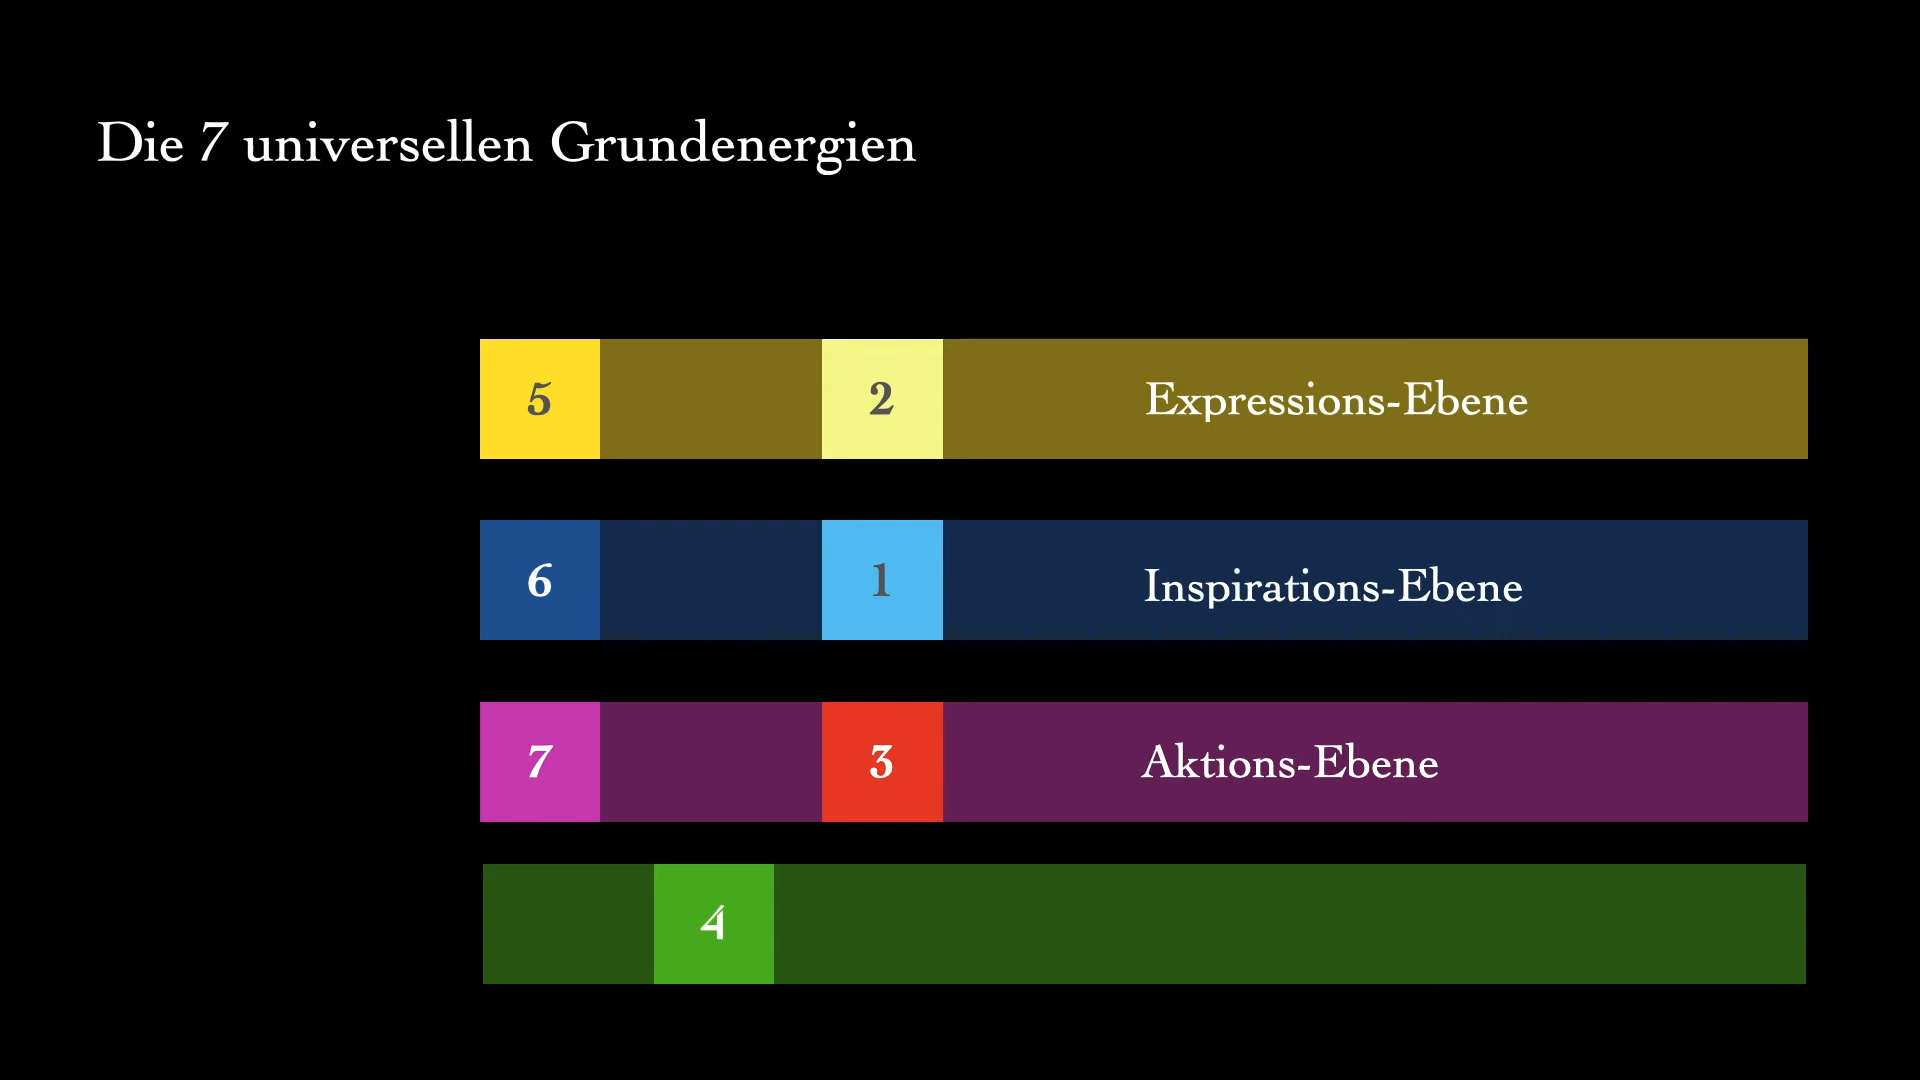 Die 7 universellen Grundenergien
5 2 Expressions-Ebene
6 1 Inspirations-Ebene
7 3 Aktions-Ebene
4